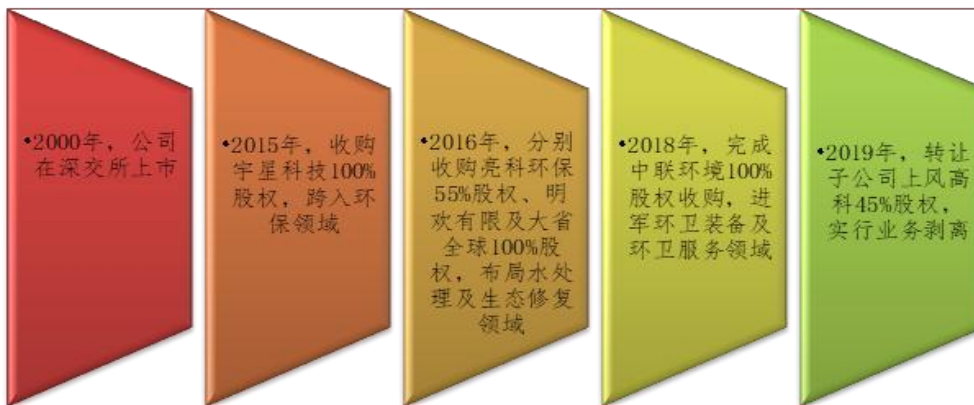 •2000年，公司
在深交所上市
•2015年，收购
宇星科技100%
股权，跨入环
保领域
•2016年，分别
收购亮科环保
55%股权、明
欢有限及大省
全球100%股
权，布局水处
理及生态修复
领域
•2018年，完成
中联环境100%
股权收购，进
军环卫装备及
环卫服务领域
•2019年，转让
子公司上风高
科45%股权，
实行业务剥离